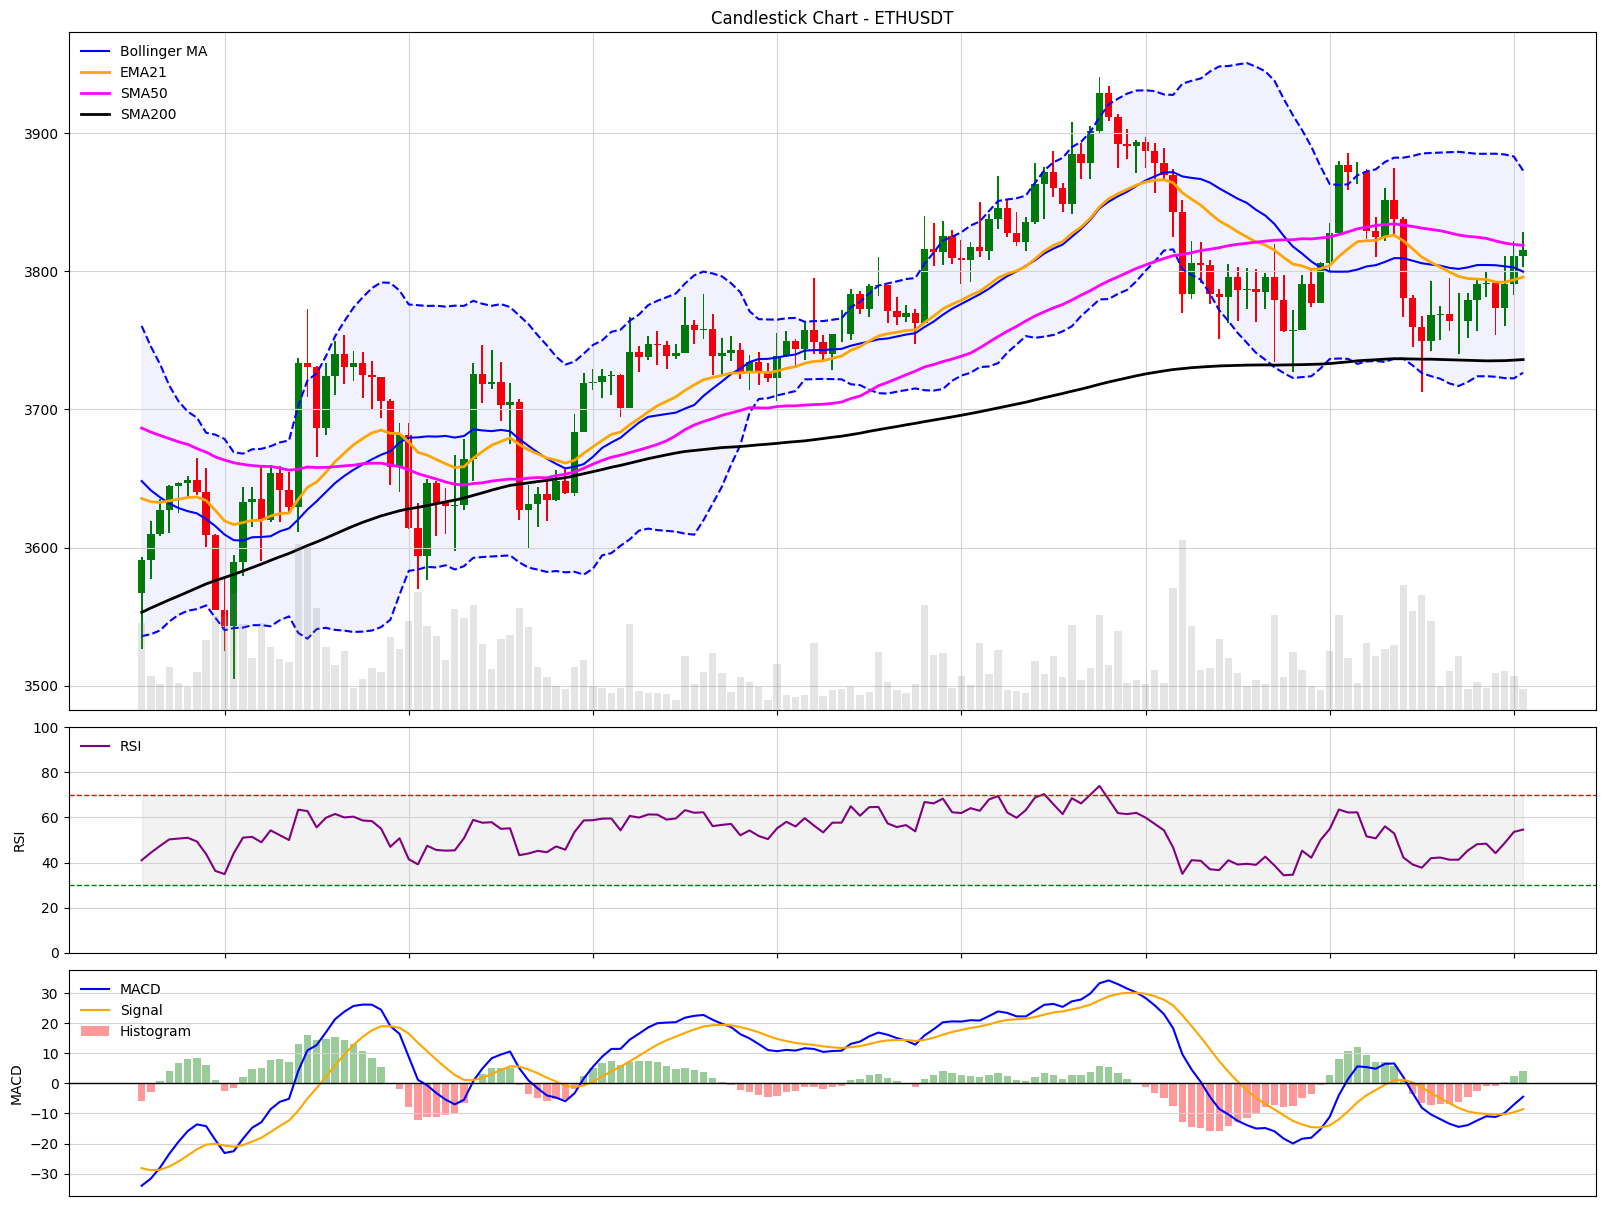 Candlestick Chart - ETHUSDT
Bollinger MA
EMA21
SMA50
SMA200
3900
3800
3700
3600
3500
RSI
100
80
60
40
20
0
RSI
MACD
Signal
Histogram
30
20
10
0
−10
−20
−30
MACD